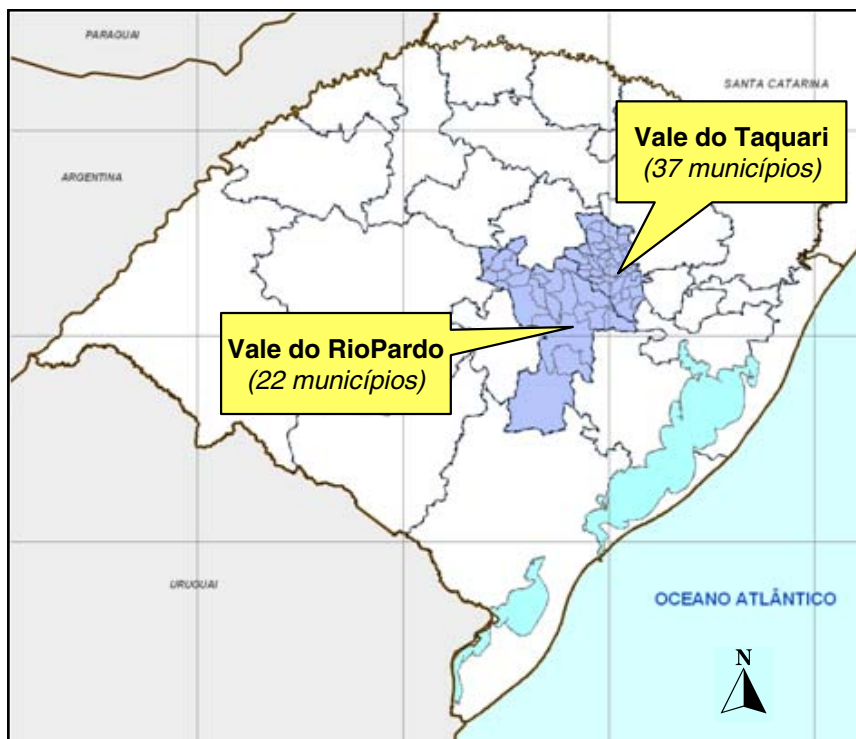 PARAGUAI
SANTA CATARINA
Vale do Taquari
(37 municípios)
ARGENTINA
Vale do RioPardo
(22 municípios)
URUGUAI
OCEANO ATLÂNTICO
N